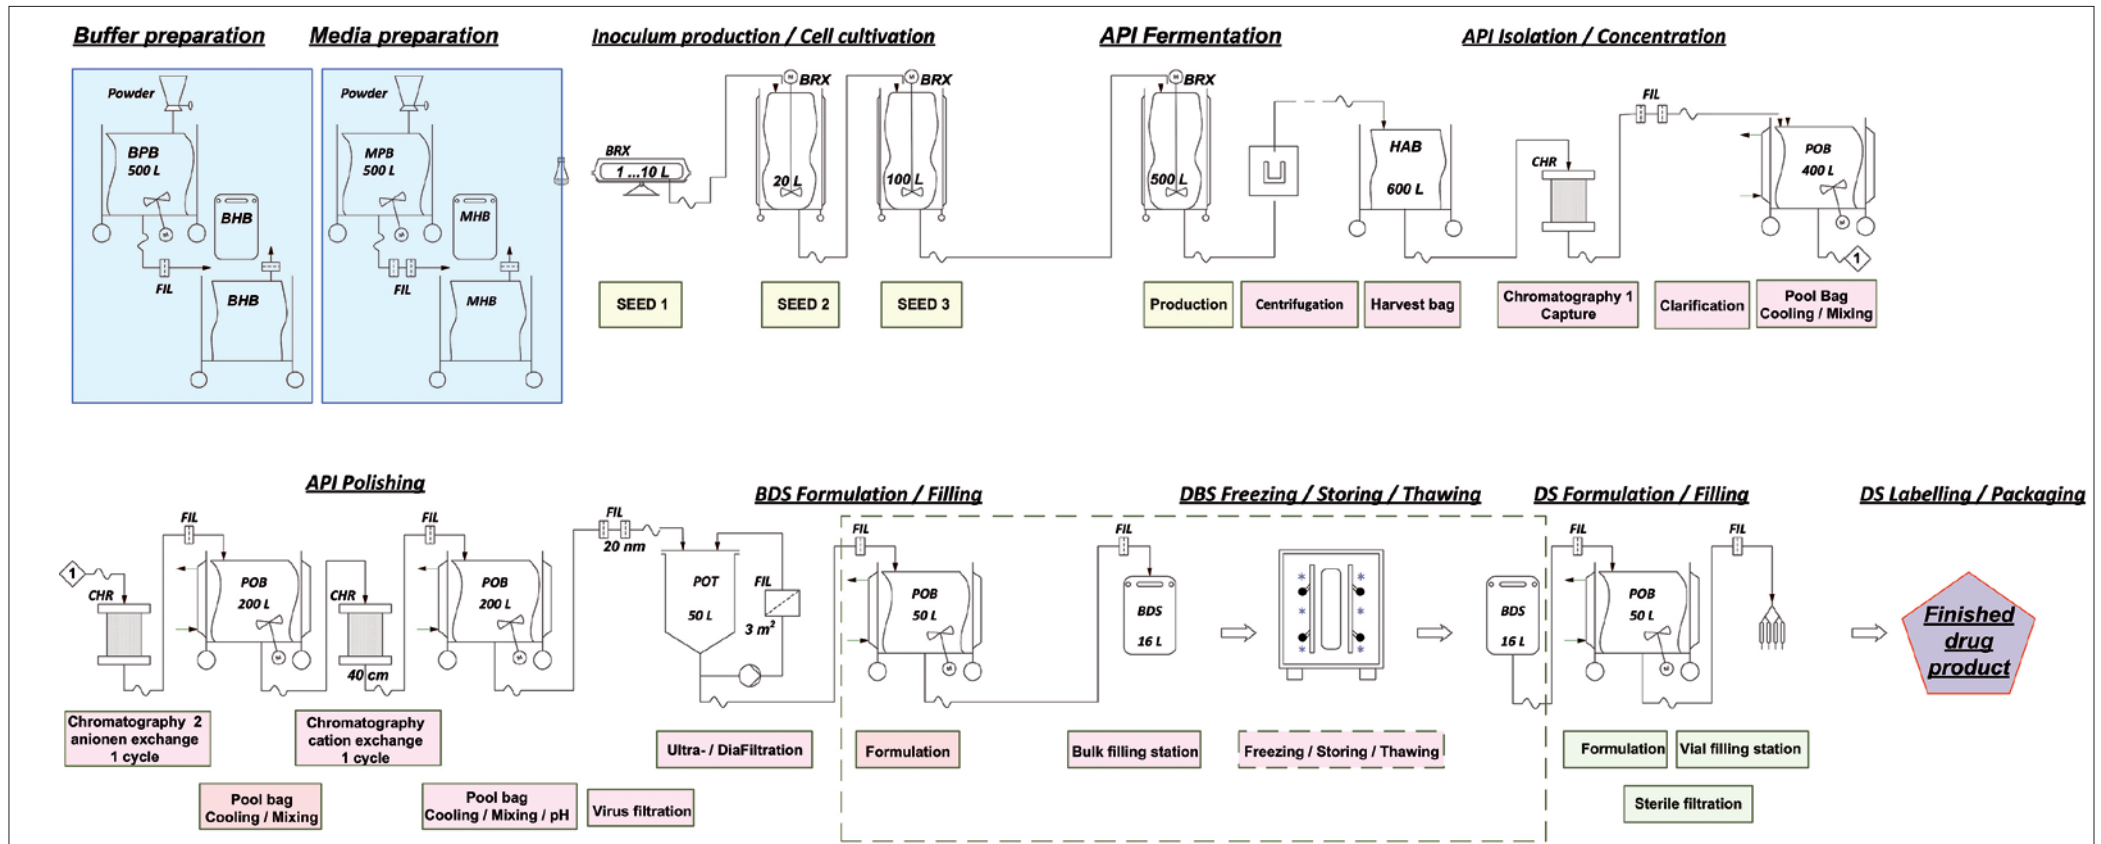 Buffer preparation
Media preparation
Inoculum production / Cell cultivation
API Fermentation
API Isolation / Concentration
Powder
BPB
500 L
BHB
FIL
BHB
Powder
MPB
500 L
MHB
FIL
MHB
BRX
1 ...10 L
M
BRX
20 L
M
BRX
100 L
M
BRX
500 L
HAB
600 L
CHR
FIL
POB
400 L
1
SEED 1
SEED 2
SEED 3
Production
Centrifugation
Harvest bag
Chromatography 1
Capture
Clarification
Pool Bag
Cooling / Mixing
API Polishing
BDS Formulation / Filling
DBS Freezing / Storing / Thawing
DS Formulation / Filling
DS Labelling / Packaging
1
CHR
FIL
POB
200 L
CHR
40 cm
FIL
POB
200 L
FIL
20 nm
POT
50 L
FIL
3 m²
FIL
POB
50 L
FIL
BDS
16 L
BDS
16 L
FIL
POB
50 L
FIL
Finished
drug
product
Chromatography 2
anionen exchange
1 cycle
Chromatography
cation exchange
1 cycle
Ultra- / DiaFiltration
Formulation
Bulk filling station
Freezing / Storing / Thawing
Formulation
Vial filling station
Pool bag
Cooling / Mixing
Pool bag
Cooling / Mixing / pH
Virus filtration
Sterile filtration